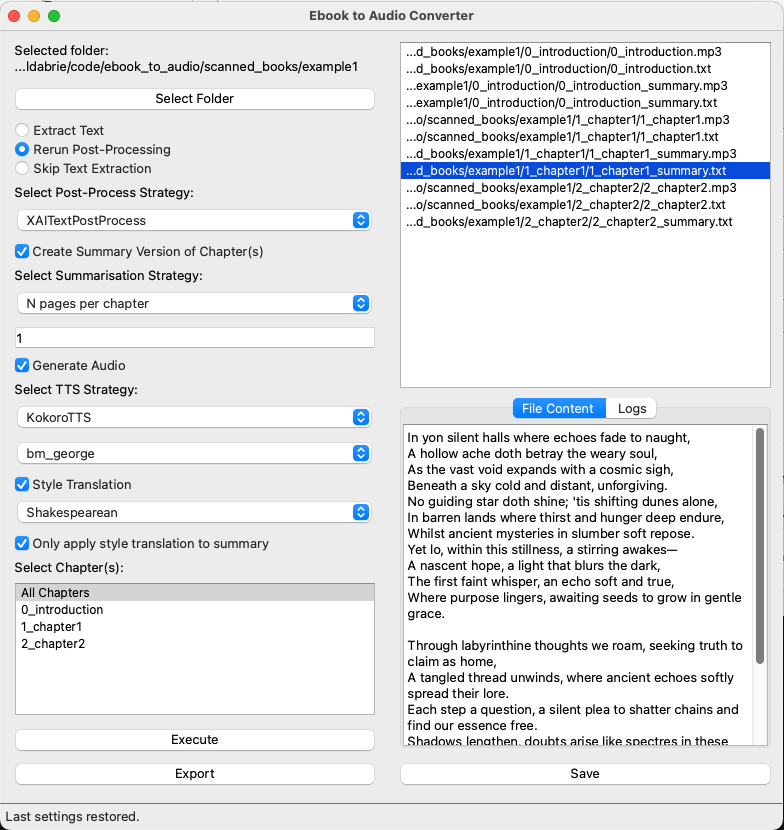 Ebook to Audio Converter
Selected folder:
...ldabrie/code/ebook_to_audio/scanned_books/example1
Select Folder
Extract Text
Rerun Post-Processing
Skip Text Extraction
Select Post-Process Strategy:
XAITextPostProcess
Create Summary Version of Chapter(s)
Select Summarisation Strategy:
N pages per chapter
1
Generate Audio
Select TTS Strategy:
KokoroTTS
bm_george
Style Translation
Shakespearean
Only apply style translation to summary
Select Chapter(s):
All Chapters
0_introduction
1_chapter1
2_chapter2
Execute
Export
...d_books/example1/0_introduction/0_introduction.mp3
...d_books/example1/0_introduction/0_introduction.txt
...example1/0_introduction/0_introduction_summary.mp3
...example1/0_introduction/0_introduction_summary.txt
...o/scanned_books/example1/1_chapter1/1_chapter1.mp3
...o/scanned_books/example1/1_chapter1/1_chapter1.txt
...d_books/example1/1_chapter1/1_chapter1_summary.mp3
...d_books/example1/1_chapter1/1_chapter1_summary.txt
...o/scanned_books/example1/2_chapter2/2_chapter2.mp3
...o/scanned_books/example1/2_chapter2/2_chapter2.txt
...d_books/example1/2_chapter2/2_chapter2_summary.txt
File Content
Logs
In yon silent halls where echoes fade to naught,
A hollow ache doth betray the weary soul,
As the vast void expands with a cosmic sigh,
Beneath a sky cold and distant, unforgiving.
No guiding star doth shine; 'tis shifting dunes alone,
In barren lands where thirst and hunger deep endure,
Whilst ancient mysteries in slumber soft repose.
Yet lo, within this stillness, a stirring awakes—
A nascent hope, a light that blurs the dark,
The first faint whisper, an echo soft and true,
Where purpose lingers, awaiting seeds to grow in gentle
grace.
Through labyrinthine thoughts we roam, seeking truth to
claim as home,
A tangled thread unwinds, where ancient echoes softly
spread their lore.
Each step a question, a silent plea to shatter chains and
find our essence free.
Shadows lengthen, doubts arise like spectres in these
Save
Last settings restored.